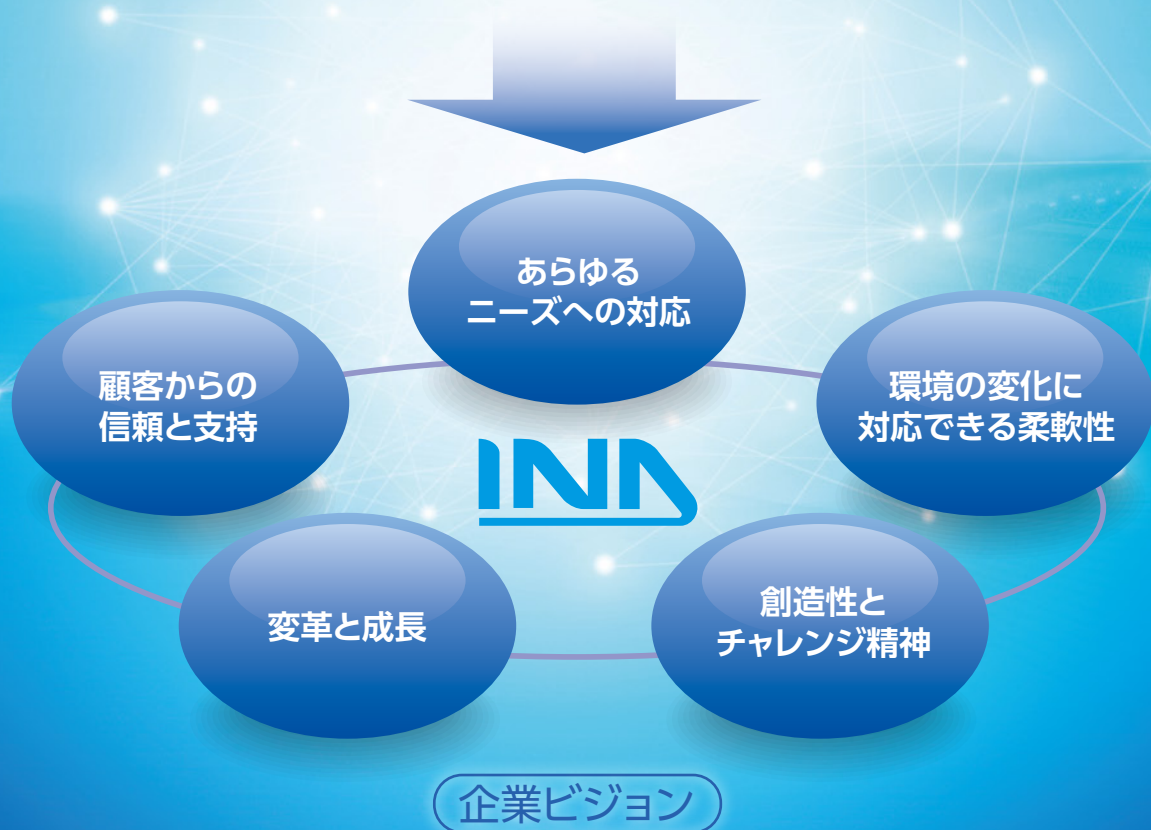 あらゆる
ニーズへの対応
顧客からの
信頼と支持
環境の変化に
対応できる柔軟性
INA
変革と成長
創造性と
チャレンジ精神
企業ビジョン